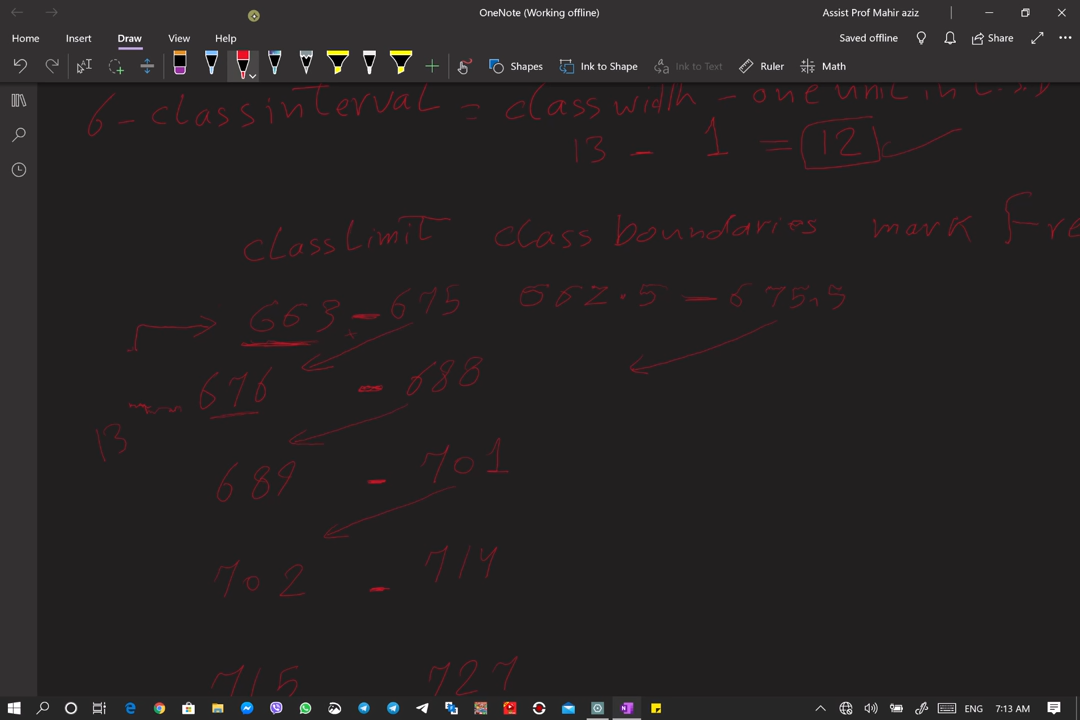 OneNote (Working offline)
Assist Prof Mahir aziz
Home Insert Draw View Help
Saved offline
Share
Shapes
Ink to Shape
Ink to Text
Ruler
Math
6 - class interval = class width - one unit in
13 - 1 = 12
class Limit class boundaries mark Fre
663 - 675 662.5 - 675.5
676 - 688
13
689 - 701
702 - 714
715 727
ENG
7:13 AM